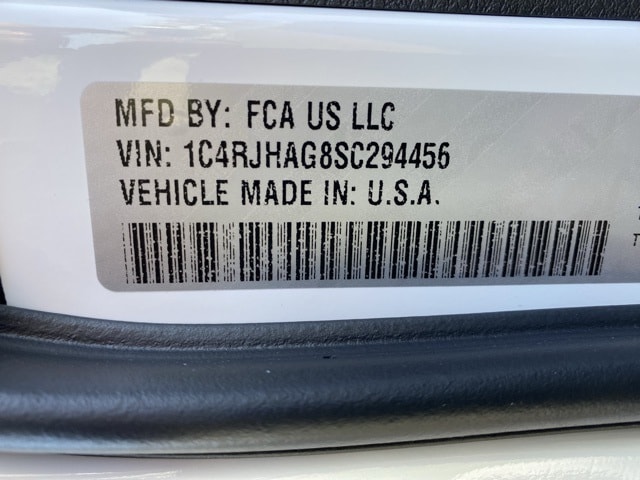 MFD BY: FCA US LLC
VIN: 1C4RJHAG8SC294456
VEHICLE MADE IN: U.S.A.